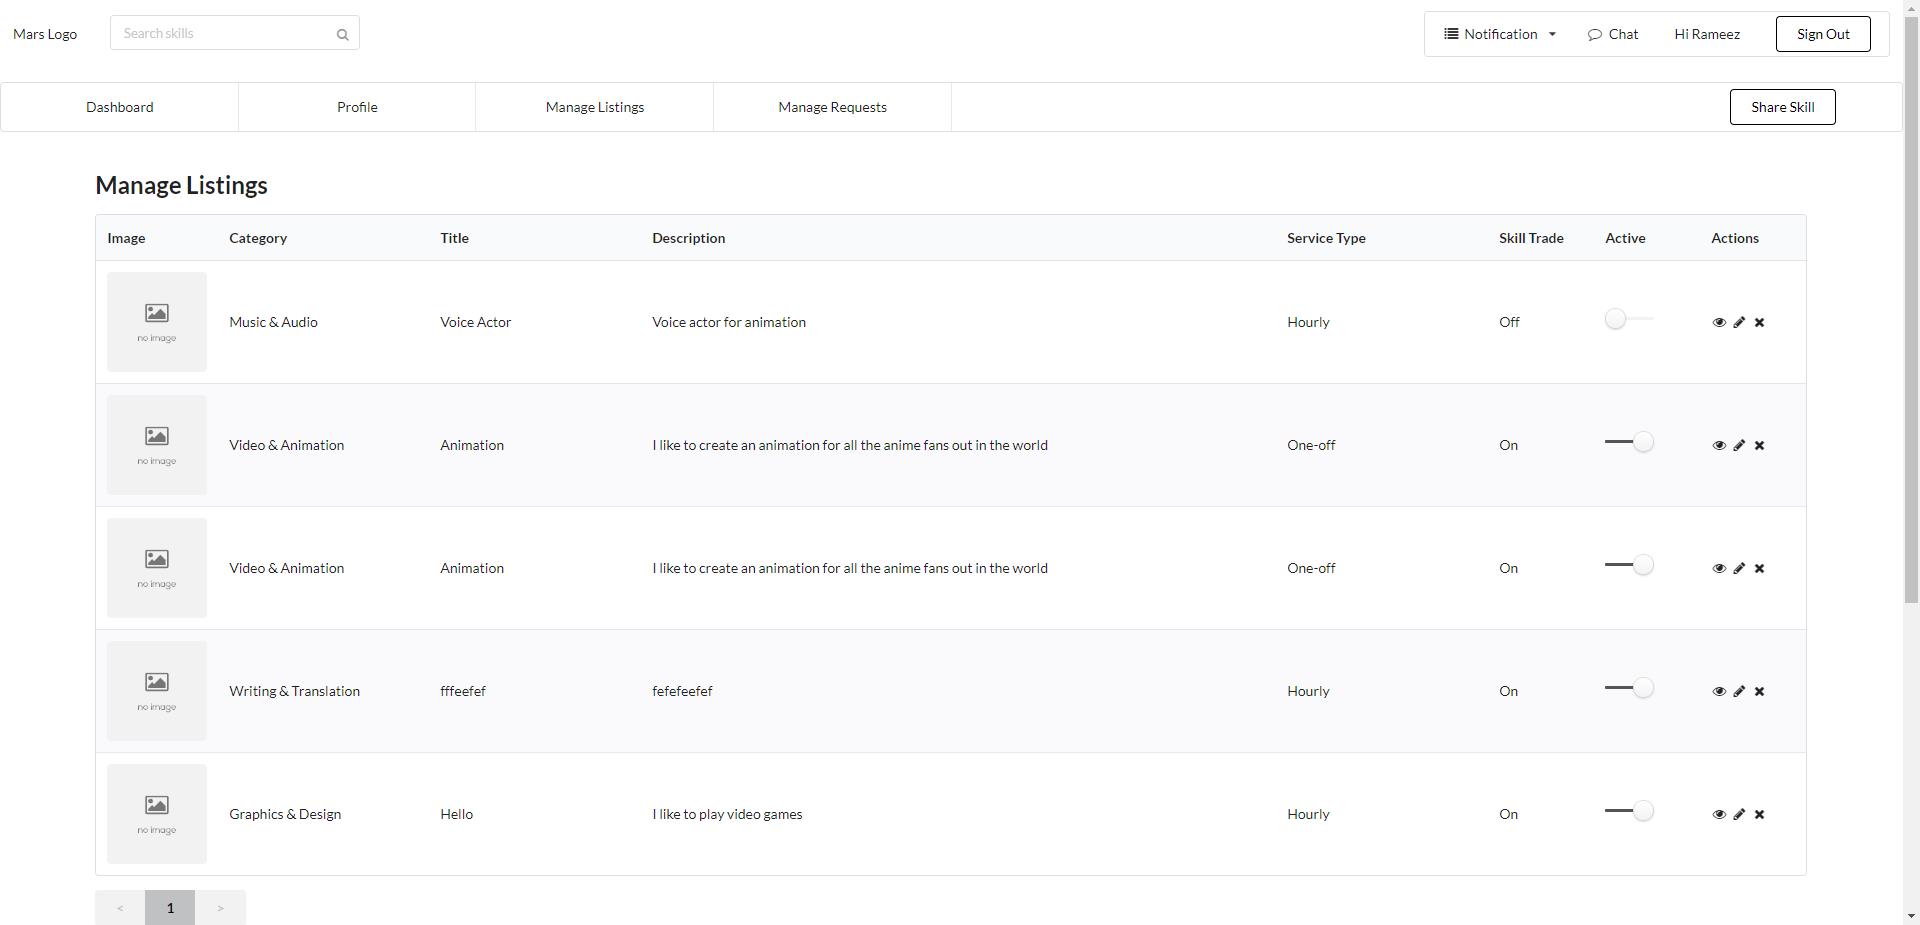 Mars Logo Search skills Notification Chat Hi Rameez Sign Out
Dashboard Profile Manage Listings Manage Requests Share Skill
Manage Listings
Image Category Title Description Service Type Skill Trade Active Actions
no image Music & Audio Voice Actor Voice actor for animation Hourly Off
no image Video & Animation Animation I like to create an animation for all the anime fans out in the world One-off On
no image Video & Animation Animation I like to create an animation for all the anime fans out in the world One-off On
no image Writing & Translation fffeefef fefefeefef Hourly On
no image Graphics & Design Hello I like to play video games Hourly On
< 1 >